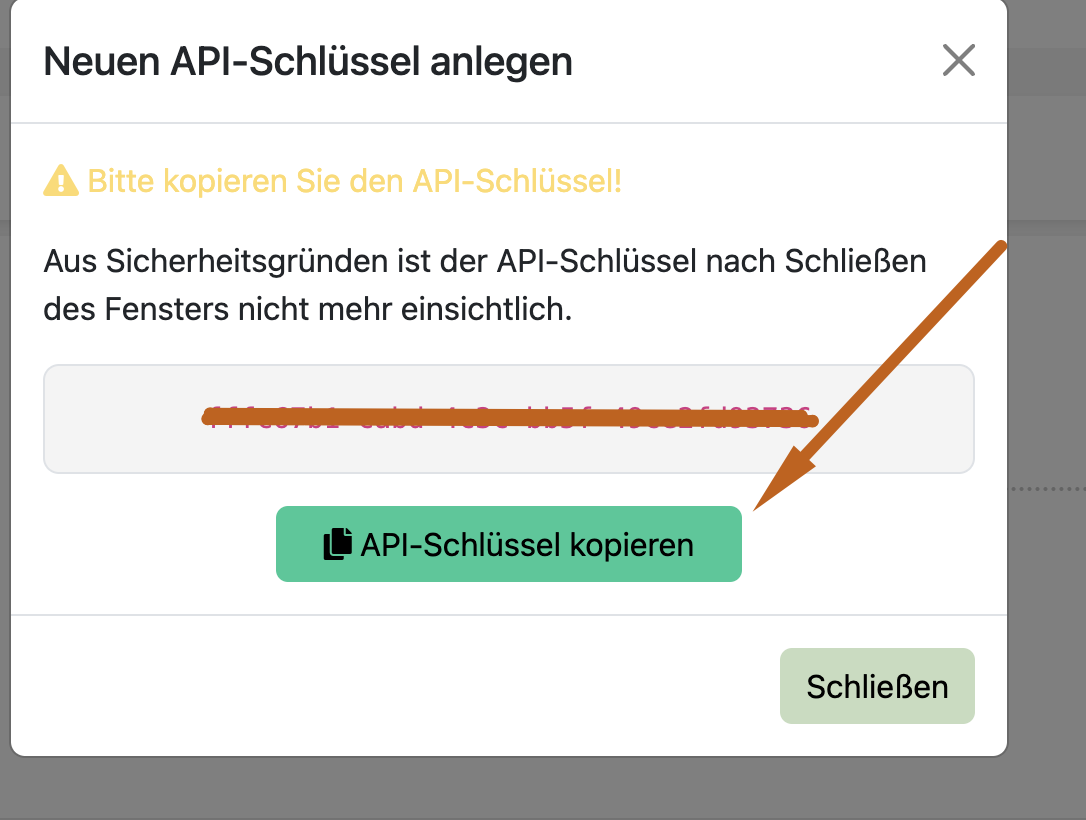 Neuen API-Schlüssel anlegen
Bitte kopieren Sie den API-Schlüssel!
Aus Sicherheitsgründen ist der API-Schlüssel nach Schließen
des Fensters nicht mehr einsichtlich.
API-Schlüssel kopieren
Schließen